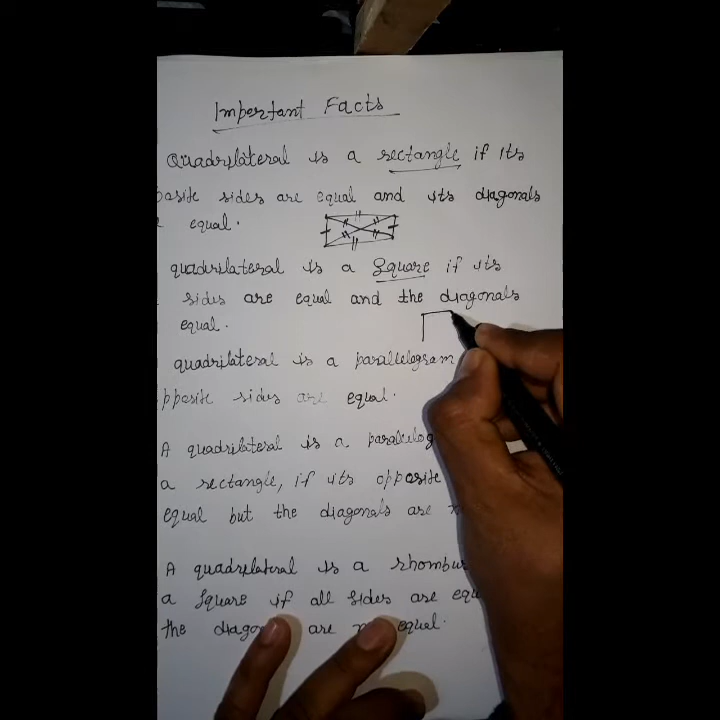 Important Facts
Quadrilateral is a rectangle if its
posite sides are equal and its diagonals
equal.
quadrilateral is a Square if its
sides are equal and the diagonals
equal.
quadrilateral is a parallelogram
pposite sides are equal.
A quadrilateral is a
a rectangle, if its opposite
equal but the diagonals are
A quadrilateral is a rhombus
a Square if all sides are
the are equal.